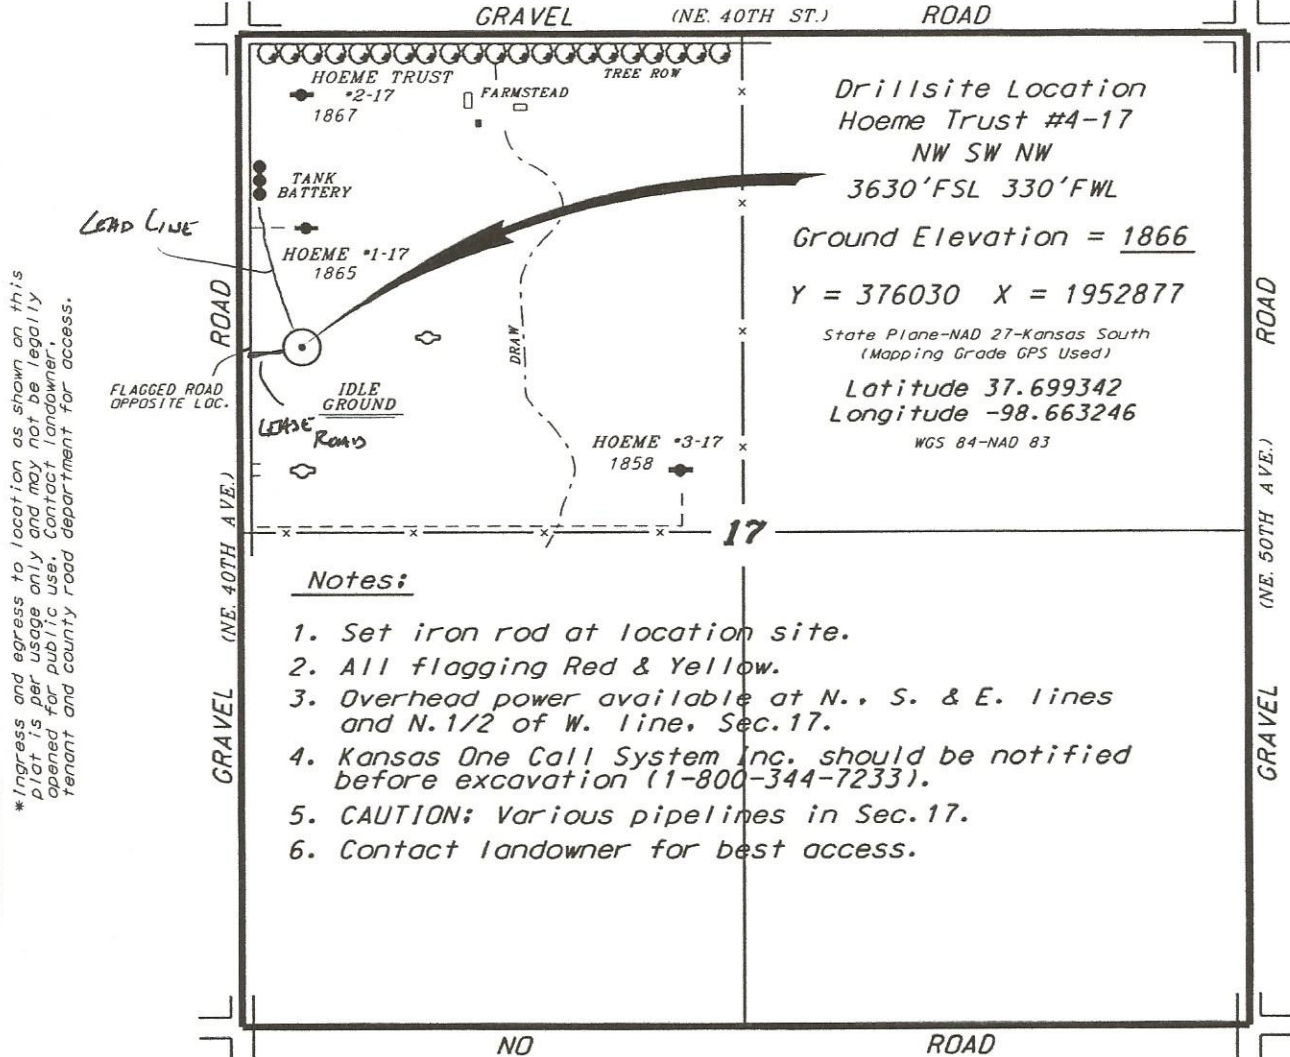 GRAVEL (NE. 40TH ST.) ROAD
TREE ROW
HOEME TRUST
#2-17
1867
FARMSTEAD
TANK
BATTERY
LEAD LINE
HOEME #1-17
1865
ROAD
FLAGGED ROAD
OPPOSITE LOC.
IDLE
GROUND
LEASE
ROAD
DRAW
HOEME #3-17
1858
17
Drillsite Location
Hoeme Trust #4-17
NW SW NW
3630'FSL 330'FWL
Ground Elevation = 1866
Y = 376030 X = 1952877
State Plane-NAD 27-Kansas South
(Mapping Grade GPS Used)
Latitude 37.699342
Longitude -98.663246
WGS 84-NAD 83
*Ingress and egress to location as shown on this
plat is per usage only and may not be legally
opened for public use. Contact landowner,
tenant and county road department for access.
(NE. 40TH AVE.)
GRAVEL
ROAD
(NE. 50TH AVE.)
GRAVEL
Notes:
1. Set iron rod at location site.
2. All flagging Red & Yellow.
3. Overhead power available at N., S. & E. lines
and N.1/2 of W. line, Sec.17.
4. Kansas One Call System Inc. should be notified
before excavation (1-800-344-7233).
5. CAUTION: Various pipelines in Sec.17.
6. Contact landowner for best access.
NO ROAD